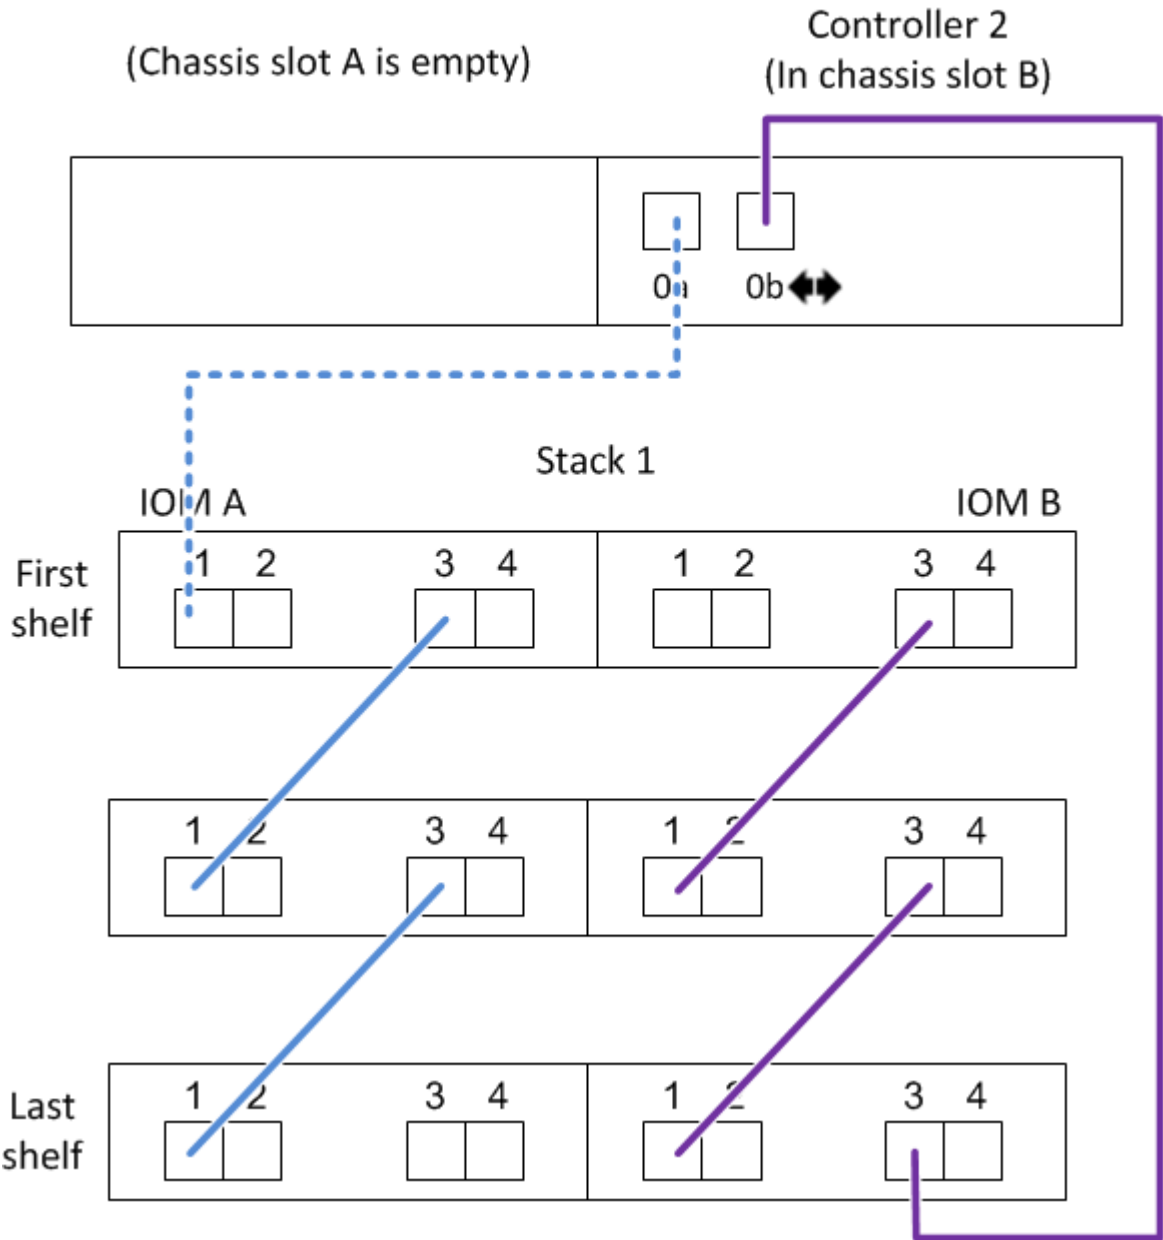 Controller 2
(Chassis slot A is empty)
(In chassis slot B)
0a 0b
Stack 1
IOM A IOM B
1 2 3 4 1 2 3 4
First
shelf
1 2 3 4 1 2 3 4
1 2 3 4 1 2 3 4
Last
shelf